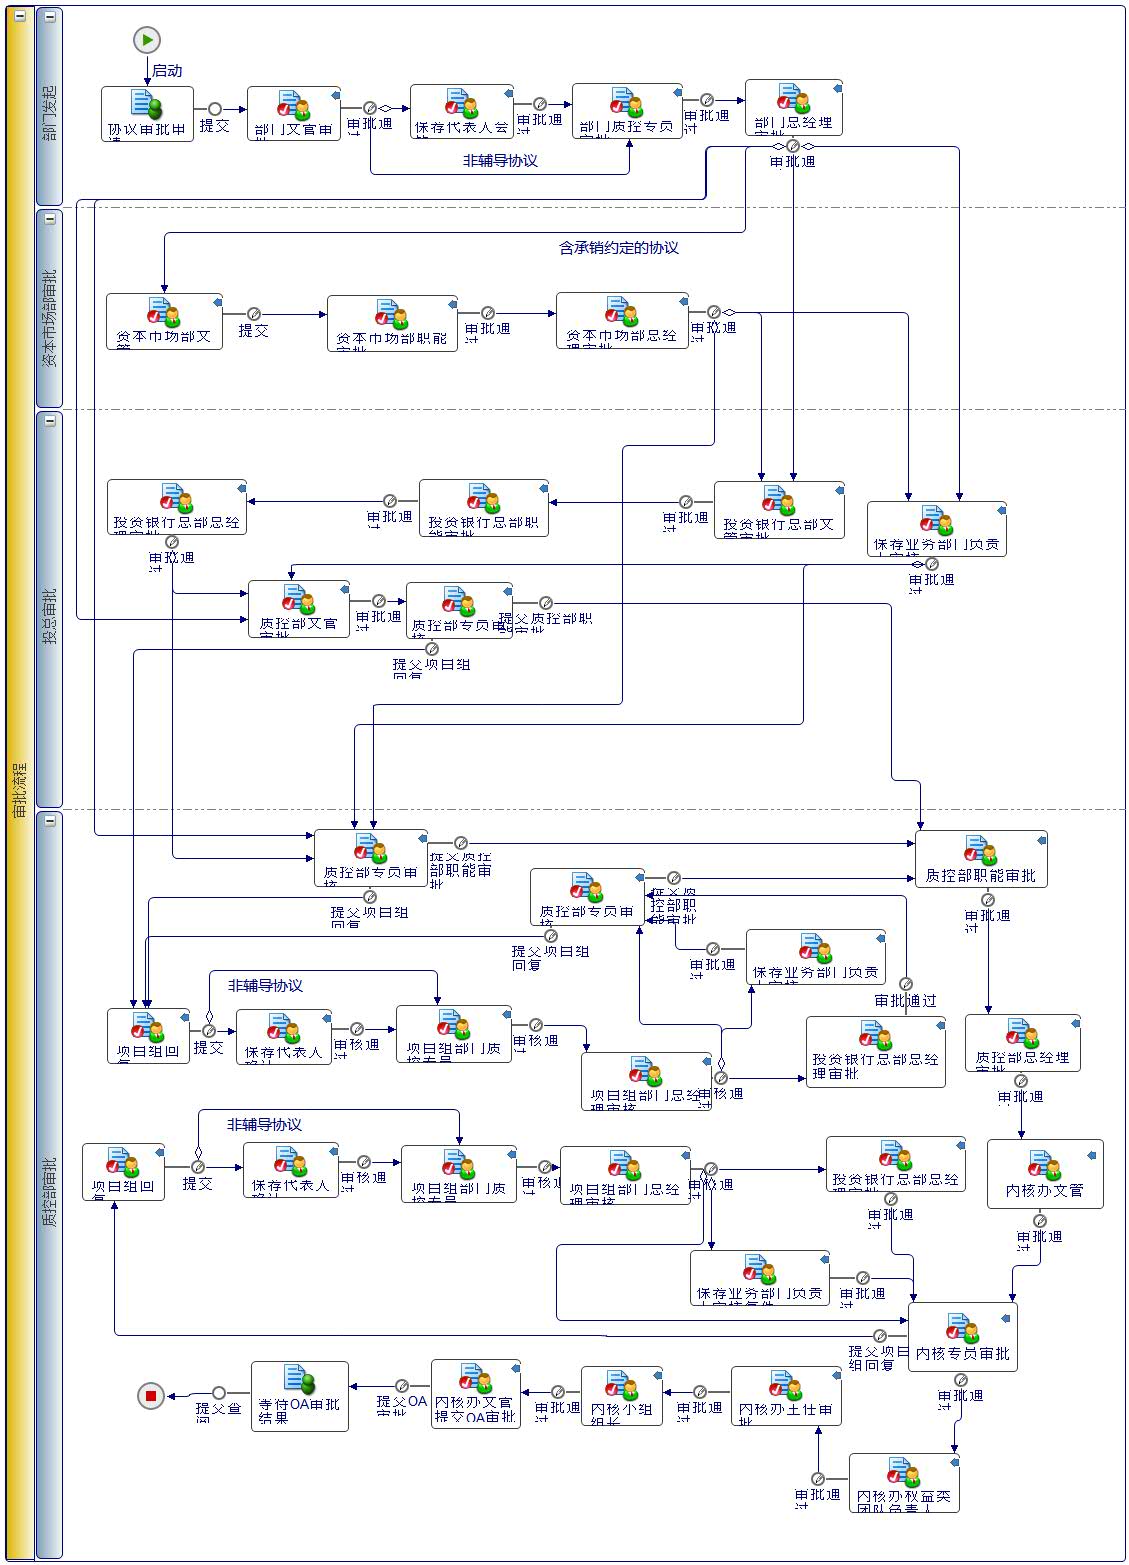 审批流程
部门发起
启动
协议审批申
提交
部门文官审
审批通
过
保存代表人会
审批通
过
部门质控专员
审批
审批通
过
部门总经理
审批
审批通
过
非辅导协议
资本市场部审批
含承销约定的协议
资本市场部文
管
提交
资本市场部职能
审批
审批通
过
资本市场部总经
理审批
审批通
过
投总审批
投资银行总部总经
理审批
审批通
过
投资银行总部职
能审批
审批通
过
投资银行总部文
管审批
审批通
过
保存业务部门负责
人审核
审批通
过
质控部文官
审批
审批通
过
质控部专员审
核
提交质控部职
能审批
提交项目组
回复
质控部审批
质控部专员审
核
提交质控
部职能审
批
提交项目组
回复
质控部专员审
核
提交质
控部职
能审批
提交项目组
回复
质控部职能审批
审批通
过
保存业务部门负责
人审核
审批通
过
审批通过
非辅导协议
项目组回
复
提交
保存代表人
确认
审核通
过
项目组部门质
控专员
审核通
过
项目组部门总经
理审核
审核通
过
投资银行总部总经
理审批
质控部总经理
审批
审批通
过
非辅导协议
项目组回
复
提交
保存代表人
确认
审核通
过
项目组部门质
控专员
审核通
过
项目组部门总经
理审核
审核通
过
投资银行总部总经
理审批
审批通
过
内核办文管
审批通
过
保存业务部门负责
人审核复件
审批通
过
内核专员审批
提交项目
组回复
审批通
过
等待OA审批
结果
提交查
阅
内核办文官
提交OA审批
提交OA
审批
内核小组
组长
审批通
过
内核办主任审
批
审批通
过
内核办权益类
团队负责人
审批通
过